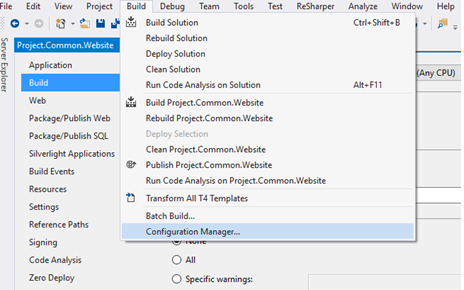 File Edit View Project Build Debug Team Tools Test ReSharper Analyze Window
Project.Common.Website
Server Explorer
Application
Build
Web
Package/Publish Web
Package/Publish SQL
Silverlight Applications
Build Events
Resources
Settings
Reference Paths
Signing
Code Analysis
Zero Deploy
Build Solution Ctrl+Shift+B
Rebuild Solution
Deploy Solution
Clean Solution
Run Code Analysis on Solution Alt+F11
Build Project.Common.Website
Rebuild Project.Common.Website
Deploy Selection
Clean Project.Common.Website
Publish Project.Common.Website
Run Code Analysis on Project.Common.Website
Transform All T4 Templates
Batch Build...
Configuration Manager...
(Any CPU)
None
All
Specific warnings: